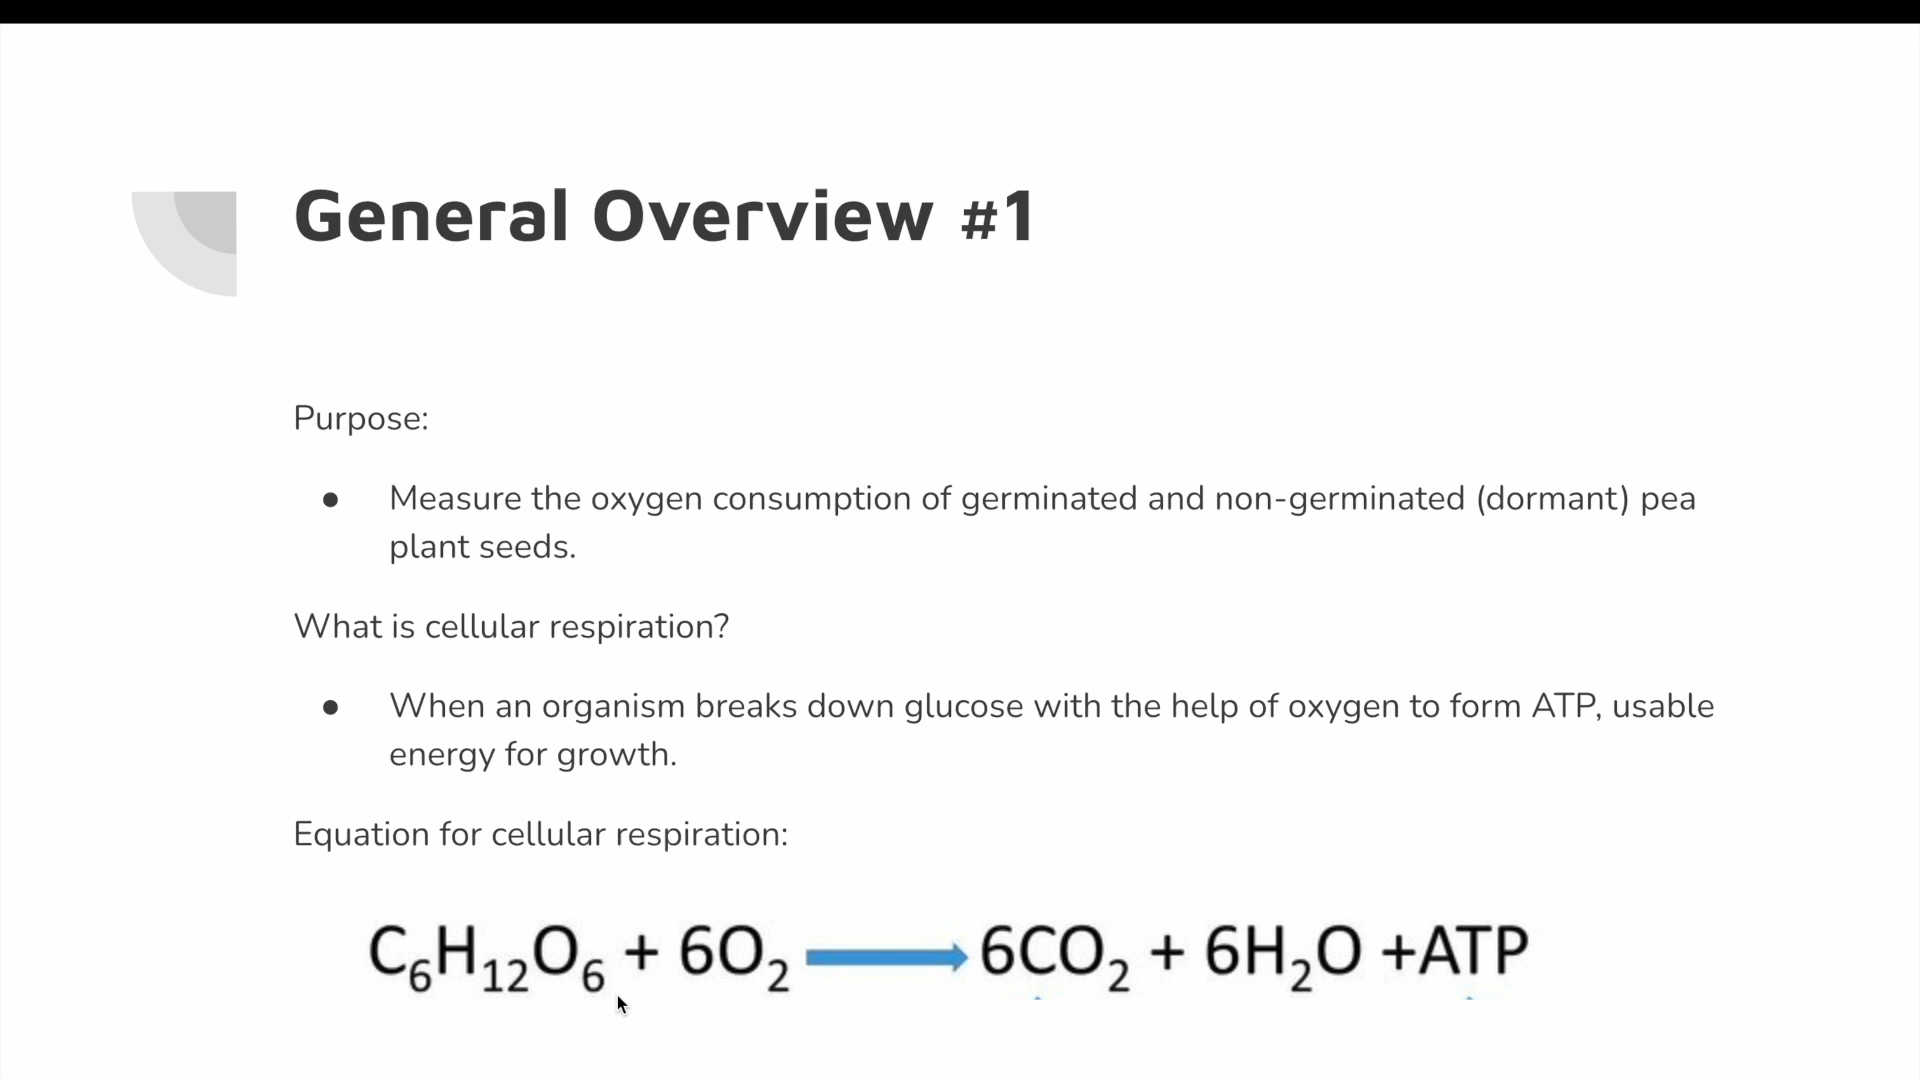 General Overview #1
Purpose:
● Measure the oxygen consumption of germinated and non-germinated (dormant) pea
plant seeds.
What is cellular respiration?
● When an organism breaks down glucose with the help of oxygen to form ATP, usable
energy for growth.
Equation for cellular respiration:
C₆H₁₂O₆ + 6O₂ → 6CO₂ + 6H₂O +ATP